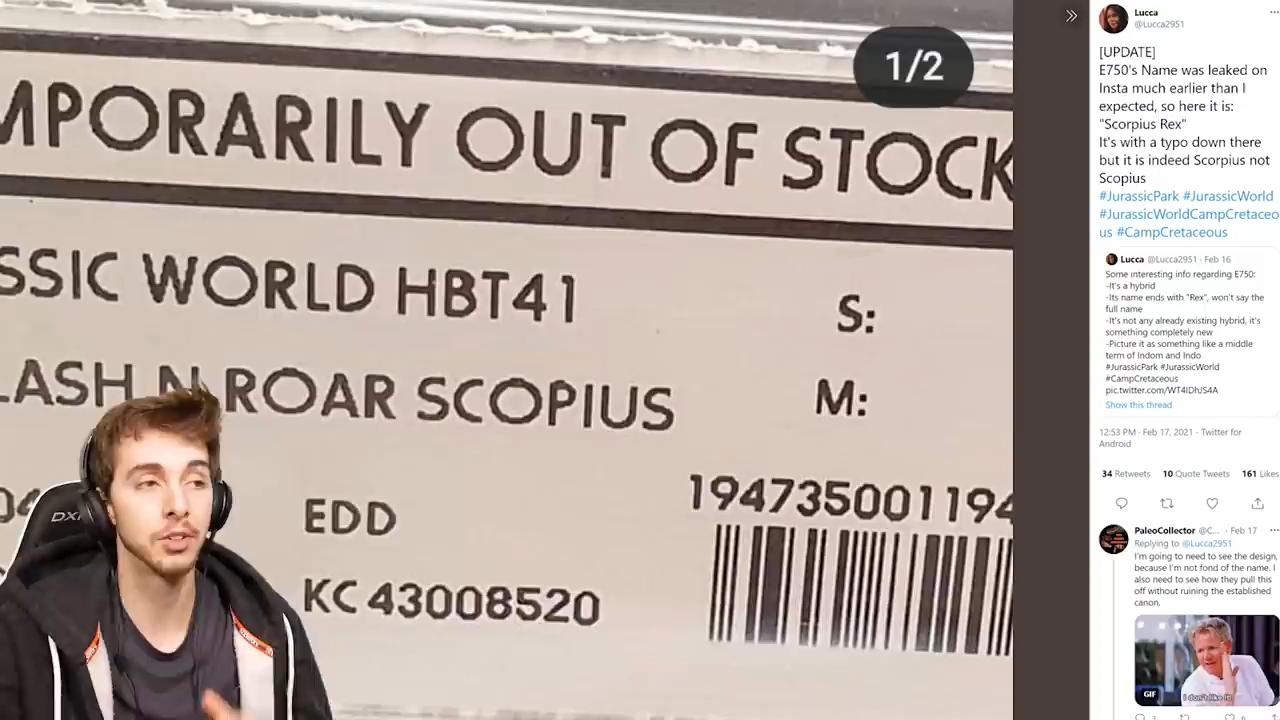 1/2
MPORARILY OUT OF STOCK
SSIC WORLD HBT41
S:
LASH N ROAR SCOPIUS
M:
EDD
194735001194
KC 43008520
DX
Lucca
@Lucca2951
[UPDATE]
E750's Name was leaked on
Insta much earlier than I
expected, so here it is:
"Scorpius Rex"
It's with a typo down there
but it is indeed Scorpius not
Scopius
#JurassicPark #JurassicWorld
#JurassicWorldCampCretaceo
us #CampCretaceous
Lucca @Lucca2951 · Feb 16
Some interesting info regarding E750:
-It's a hybrid
-Its name ends with "Rex", won't say the
full name
-It's not any already existing hybrid, it's
something completely new
-Picture it as something like a middle
term of Indom and Indo
#JurassicPark #JurassicWorld
#CampCretaceous
pic.twitter.com/WT4IDhJS4A
Show this thread
12:53 PM · Feb 17, 2021 · Twitter for
Android
34 Retweets 10 Quote Tweets 161 Likes
PaleoCollector @C... · Feb 17
Replying to @Lucca2951
I'm going to need to see the design,
because I'm not fond of the name. I
also need to see how they pull this
off without ruining the established
canon.
GIF
I don't like it!